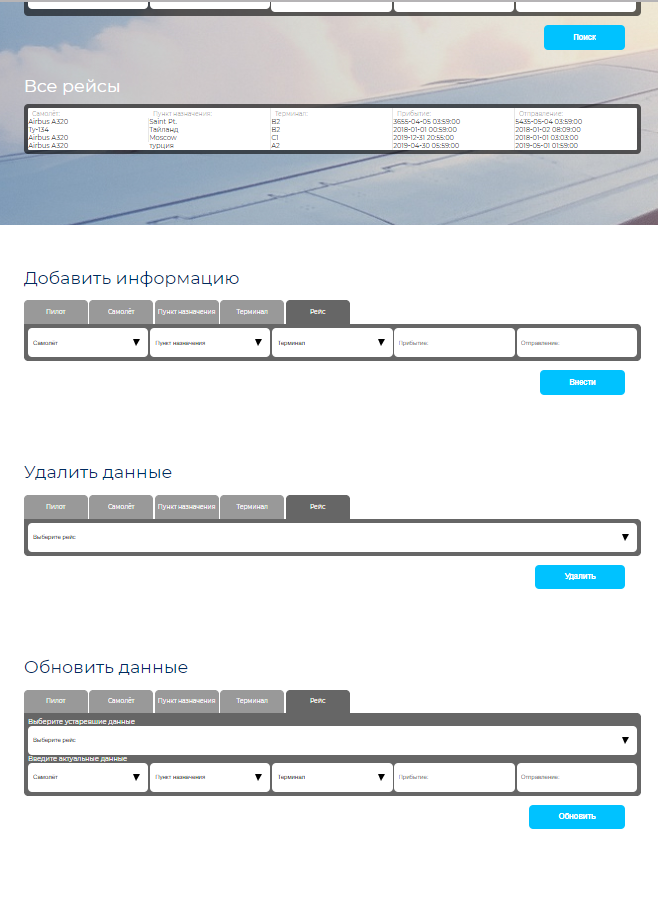 Поиск
Все рейсы
Самолёт: Пункт назначения: Терминал: Прибытие: Отправление:
Airbus A320 Saint Pt. B2 3655-04-05 03:59:00 5435-05-04 03:59:00
Ту-134 Тайланд B2 2018-01-01 00:59:00 2018-01-02 08:09:00
Airbus A320 Moscow C1 2019-12-31 20:55:00 2018-01-01 03:03:00
Airbus A320 турция A2 2019-04-30 05:59:00 2019-05-01 01:59:00
Добавить информацию
Пилот Самолёт Пункт назначения Терминал Рейс
Самолёт Пункт назначения Терминал Прибытие: Отправление:
Внести
Удалить данные
Пилот Самолёт Пункт назначения Терминал Рейс
Выберите рейс
Удалить
Обновить данные
Пилот Самолёт Пункт назначения Терминал Рейс
Выберите устаревшие данные
Выберите рейс
Введите актуальные данные
Самолёт Пункт назначения Терминал Прибытие: Отправление:
Обновить